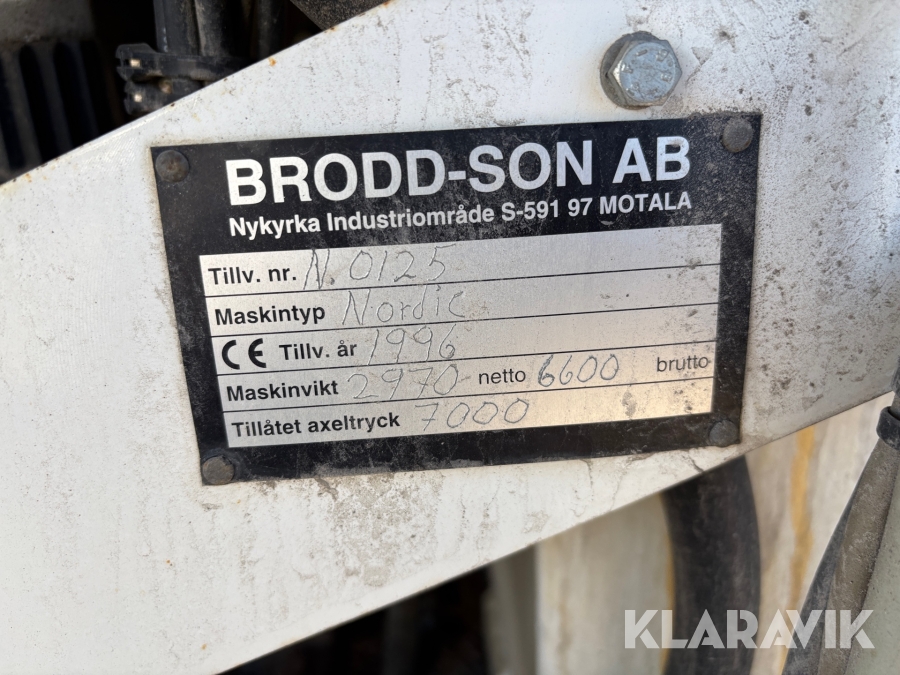 BRODD-SON AB
Nykyrka Industriområde S-591 97 MOTALA
Tillv. nr. N.0125
Maskintyp Nordic
CE Tillv. år 1996
Maskinvikt 2970 netto 6600 brutto
Tillåtet axeltryck 7000
KLARAVIK